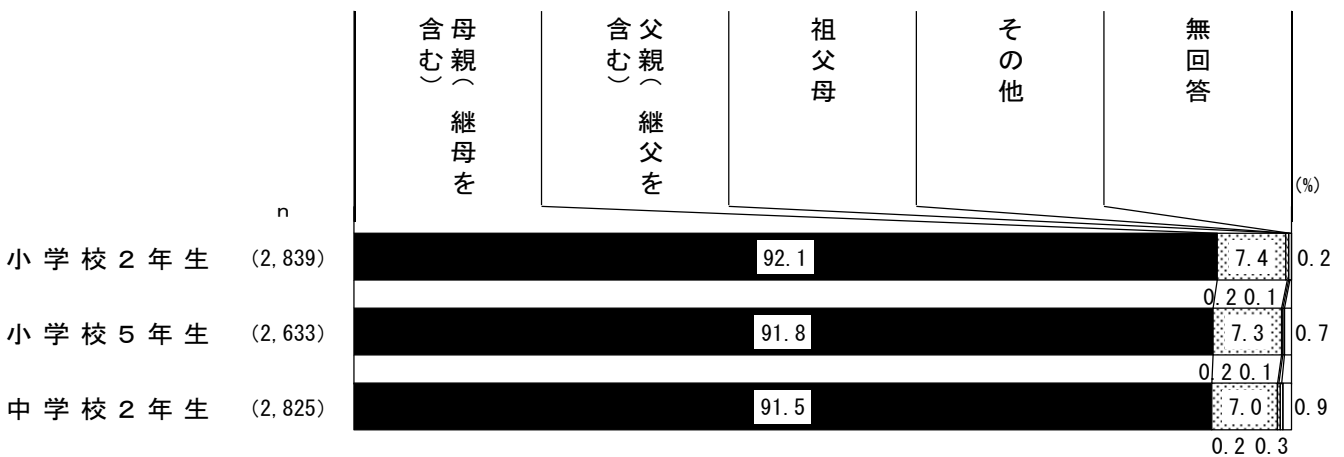 母親（継母を含む）
父親（継父を含む）
祖父母
その他
無回答
(%)
n
小学校２年生 (2,839) 92.1 7.4 0.2
0.2 0.1
小学校５年生 (2,633) 91.8 7.3 0.7
0.2 0.1
中学校２年生 (2,825) 91.5 7.0 0.9
0.2 0.3